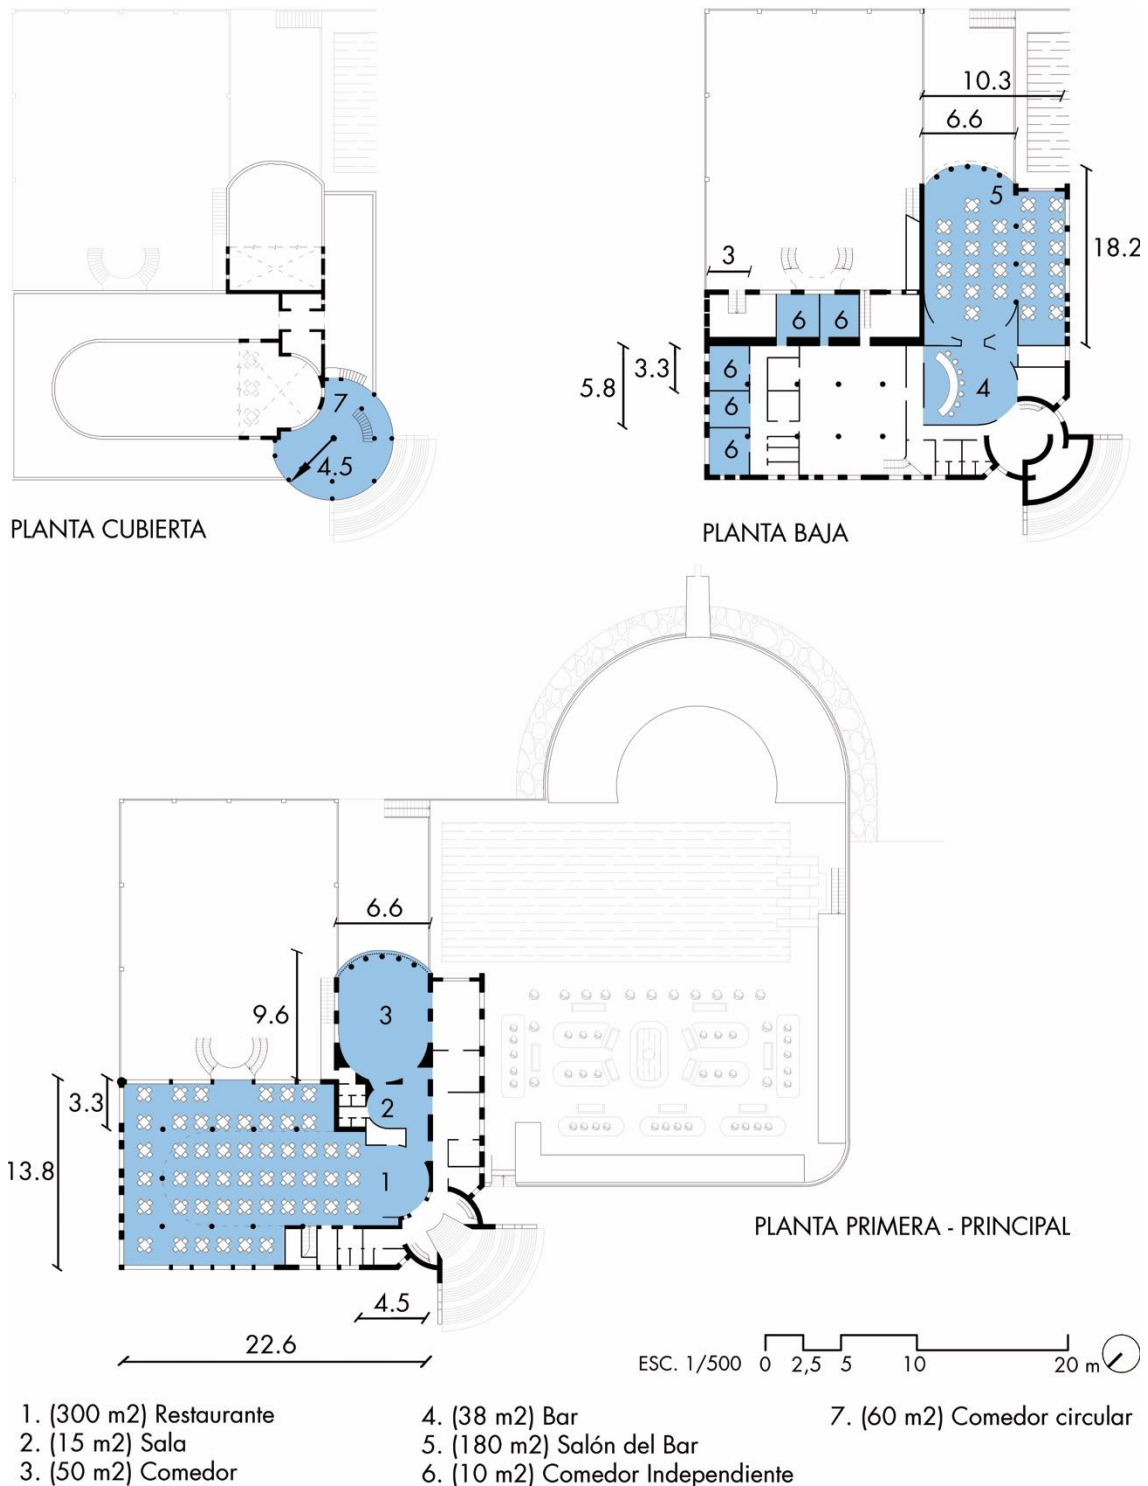 10.3
6.6
5
18.2
3
6 6
7
5.8 3.3
6
6
6
4
4.5
PLANTA CUBIERTA
PLANTA BAJA
6.6
9.6
3
3.3
2
13.8
1
PLANTA PRIMERA - PRINCIPAL
4.5
22.6
ESC. 1/500 0 2,5 5 10 20 m
1. (300 m2) Restaurante
2. (15 m2) Sala
3. (50 m2) Comedor
4. (38 m2) Bar
5. (180 m2) Salón del Bar
6. (10 m2) Comedor Independiente
7. (60 m2) Comedor circular